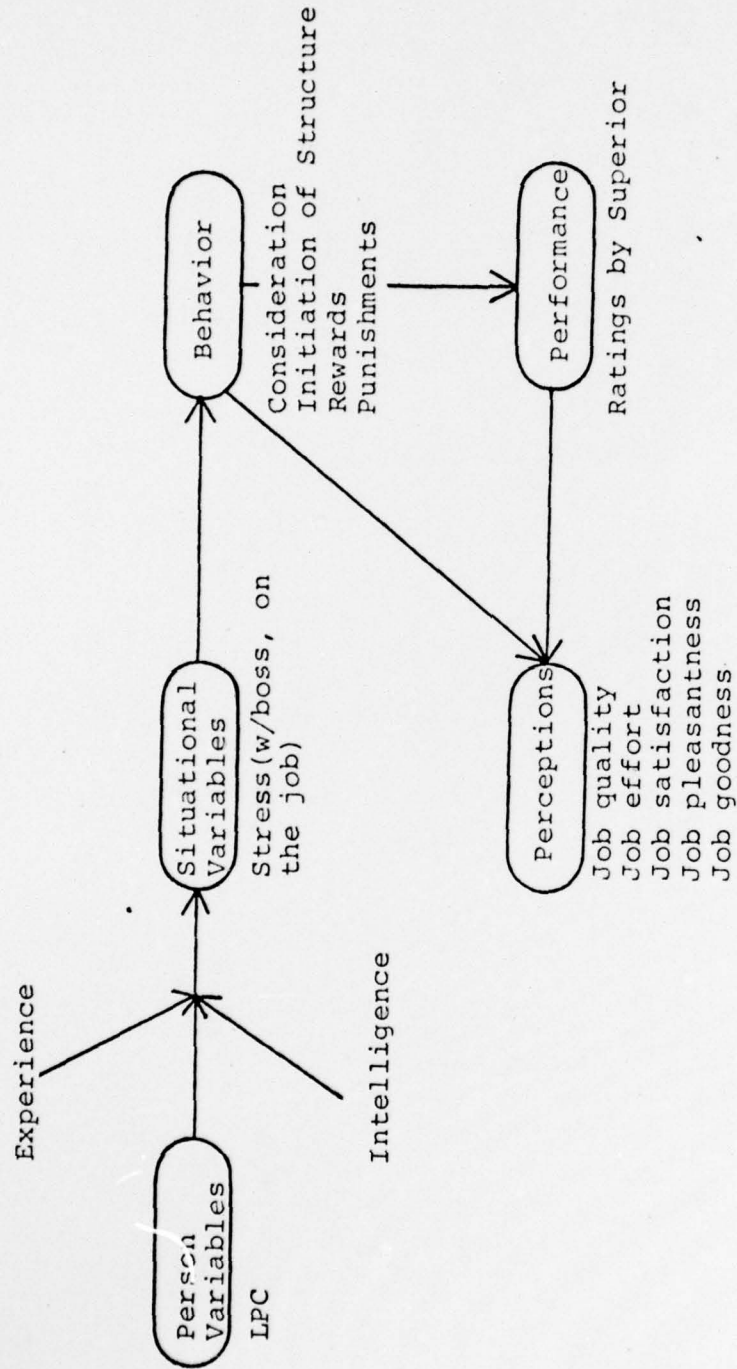 Experience
Person
Variables
LPC
Intelligence
Situational
Variables
Stress(w/boss, on
the job)
Behavior
Consideration
Initiation of Structure
Rewards
Punishments
Perceptions
Job quality
Job effort
Job satisfaction
Job pleasantness
Job goodness
Performance
Ratings by Superior